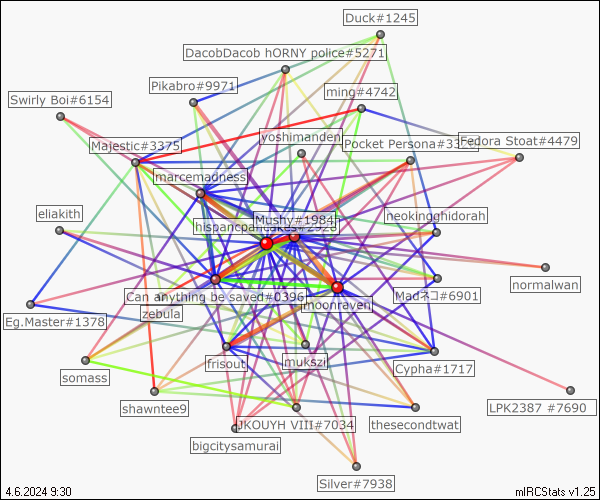 Duck#1245
DacobDacob hORNY police#5271
Pikabro#9971
ming#4742
Swirly Boi#6154
yoshimanden
Fedora Stoat#4479
Majestic#3375
Pocket Persona#33
marcemadness
eliakith
Mushy#1984
neokingghidorah
hispancpancakes#2928
normalwan
Can anything be saved#0396
Madネコ#6901
moonraven
zebula
Eg.Master#1378
frisout
mukszi
Cypha#1717
somass
shawntee9
LPK2387 #7690
JKOUYH VIII#7034
thesecondtwat
bigcitysamurai
Silver#7938
4.6.2024 9:30
mIRCStats v1.25